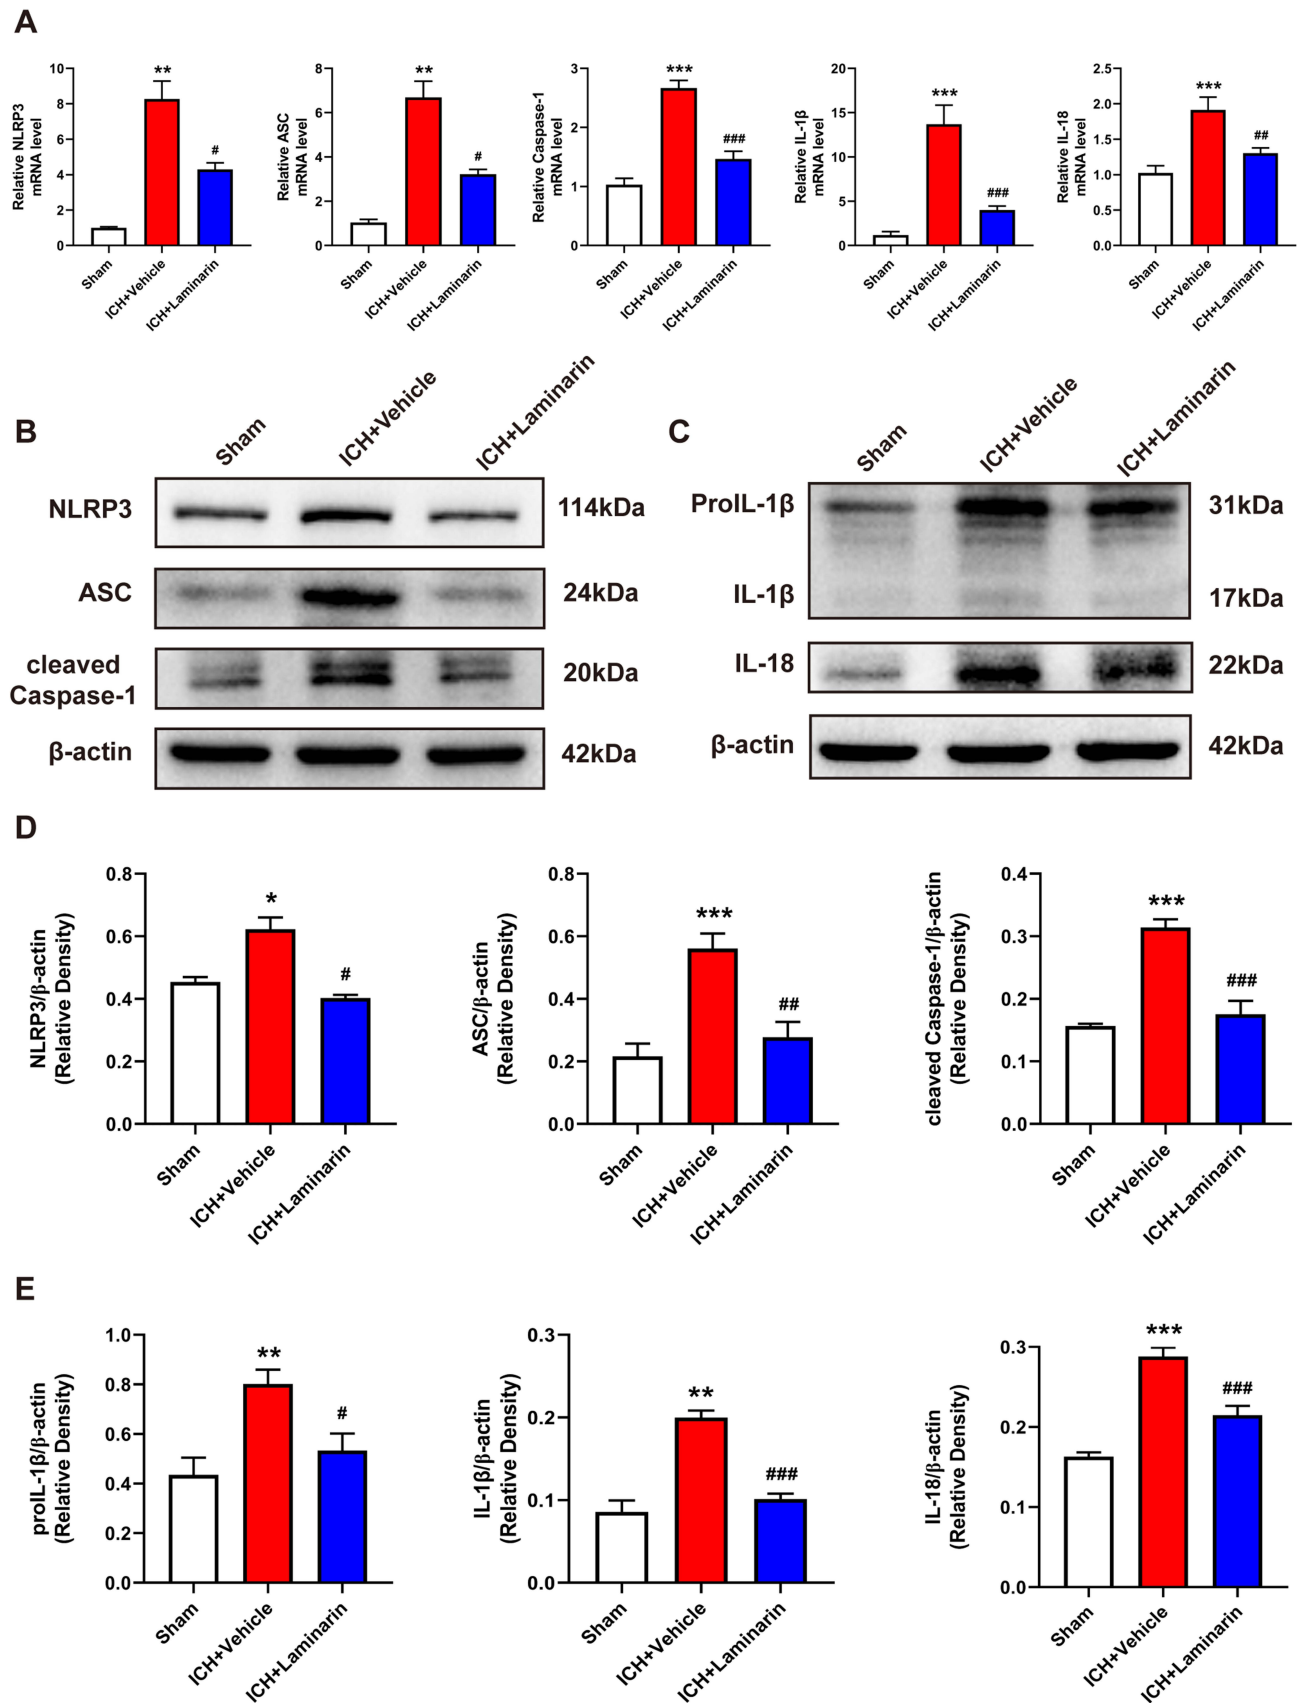 A
Relative NLRP3
mRNA level
10
8
6
4
2
0
**
#
Sham
ICH+Vehicle
ICH+Laminarin
Relative ASC
mRNA level
8
6
4
2
0
**
#
Sham
ICH+Vehicle
ICH+Laminarin
Relative Caspase-1
mRNA level
3
2
1
0
***
###
Sham
ICH+Vehicle
ICH+Laminarin
Relative IL-1β
mRNA level
20
15
10
5
0
***
###
Sham
ICH+Vehicle
ICH+Laminarin
Relative IL-18
mRNA level
2.5
2.0
1.5
1.0
0.5
0.0
***
##
Sham
ICH+Vehicle
ICH+Laminarin
B
Sham
ICH+Vehicle
ICH+Laminarin
NLRP3
114kDa
ASC
24kDa
cleaved
Caspase-1
20kDa
β-actin
42kDa
C
Sham
ICH+Vehicle
ICH+Laminarin
ProIL-1β
31kDa
IL-1β
17kDa
IL-18
22kDa
β-actin
42kDa
D
NLRP3/β-actin
(Relative Density)
0.8
0.6
0.4
0.2
0.0
*
#
Sham
ICH+Vehicle
ICH+Laminarin
ASC/β-actin
(Relative Density)
0.8
0.6
0.4
0.2
0.0
***
##
Sham
ICH+Vehicle
ICH+Laminarin
cleaved Caspase-1/β-actin
(Relative Density)
0.4
0.3
0.2
0.1
0.0
***
###
Sham
ICH+Vehicle
ICH+Laminarin
E
proIL-1β/β-actin
(Relative Density)
1.0
0.8
0.6
0.4
0.2
0.0
**
#
Sham
ICH+Vehicle
ICH+Laminarin
IL-1β/β-actin
(Relative Density)
0.3
0.2
0.1
0.0
**
###
Sham
ICH+Vehicle
ICH+Laminarin
IL-18/β-actin
(Relative Density)
0.3
0.2
0.1
0.0
***
###
Sham
ICH+Vehicle
ICH+Laminarin